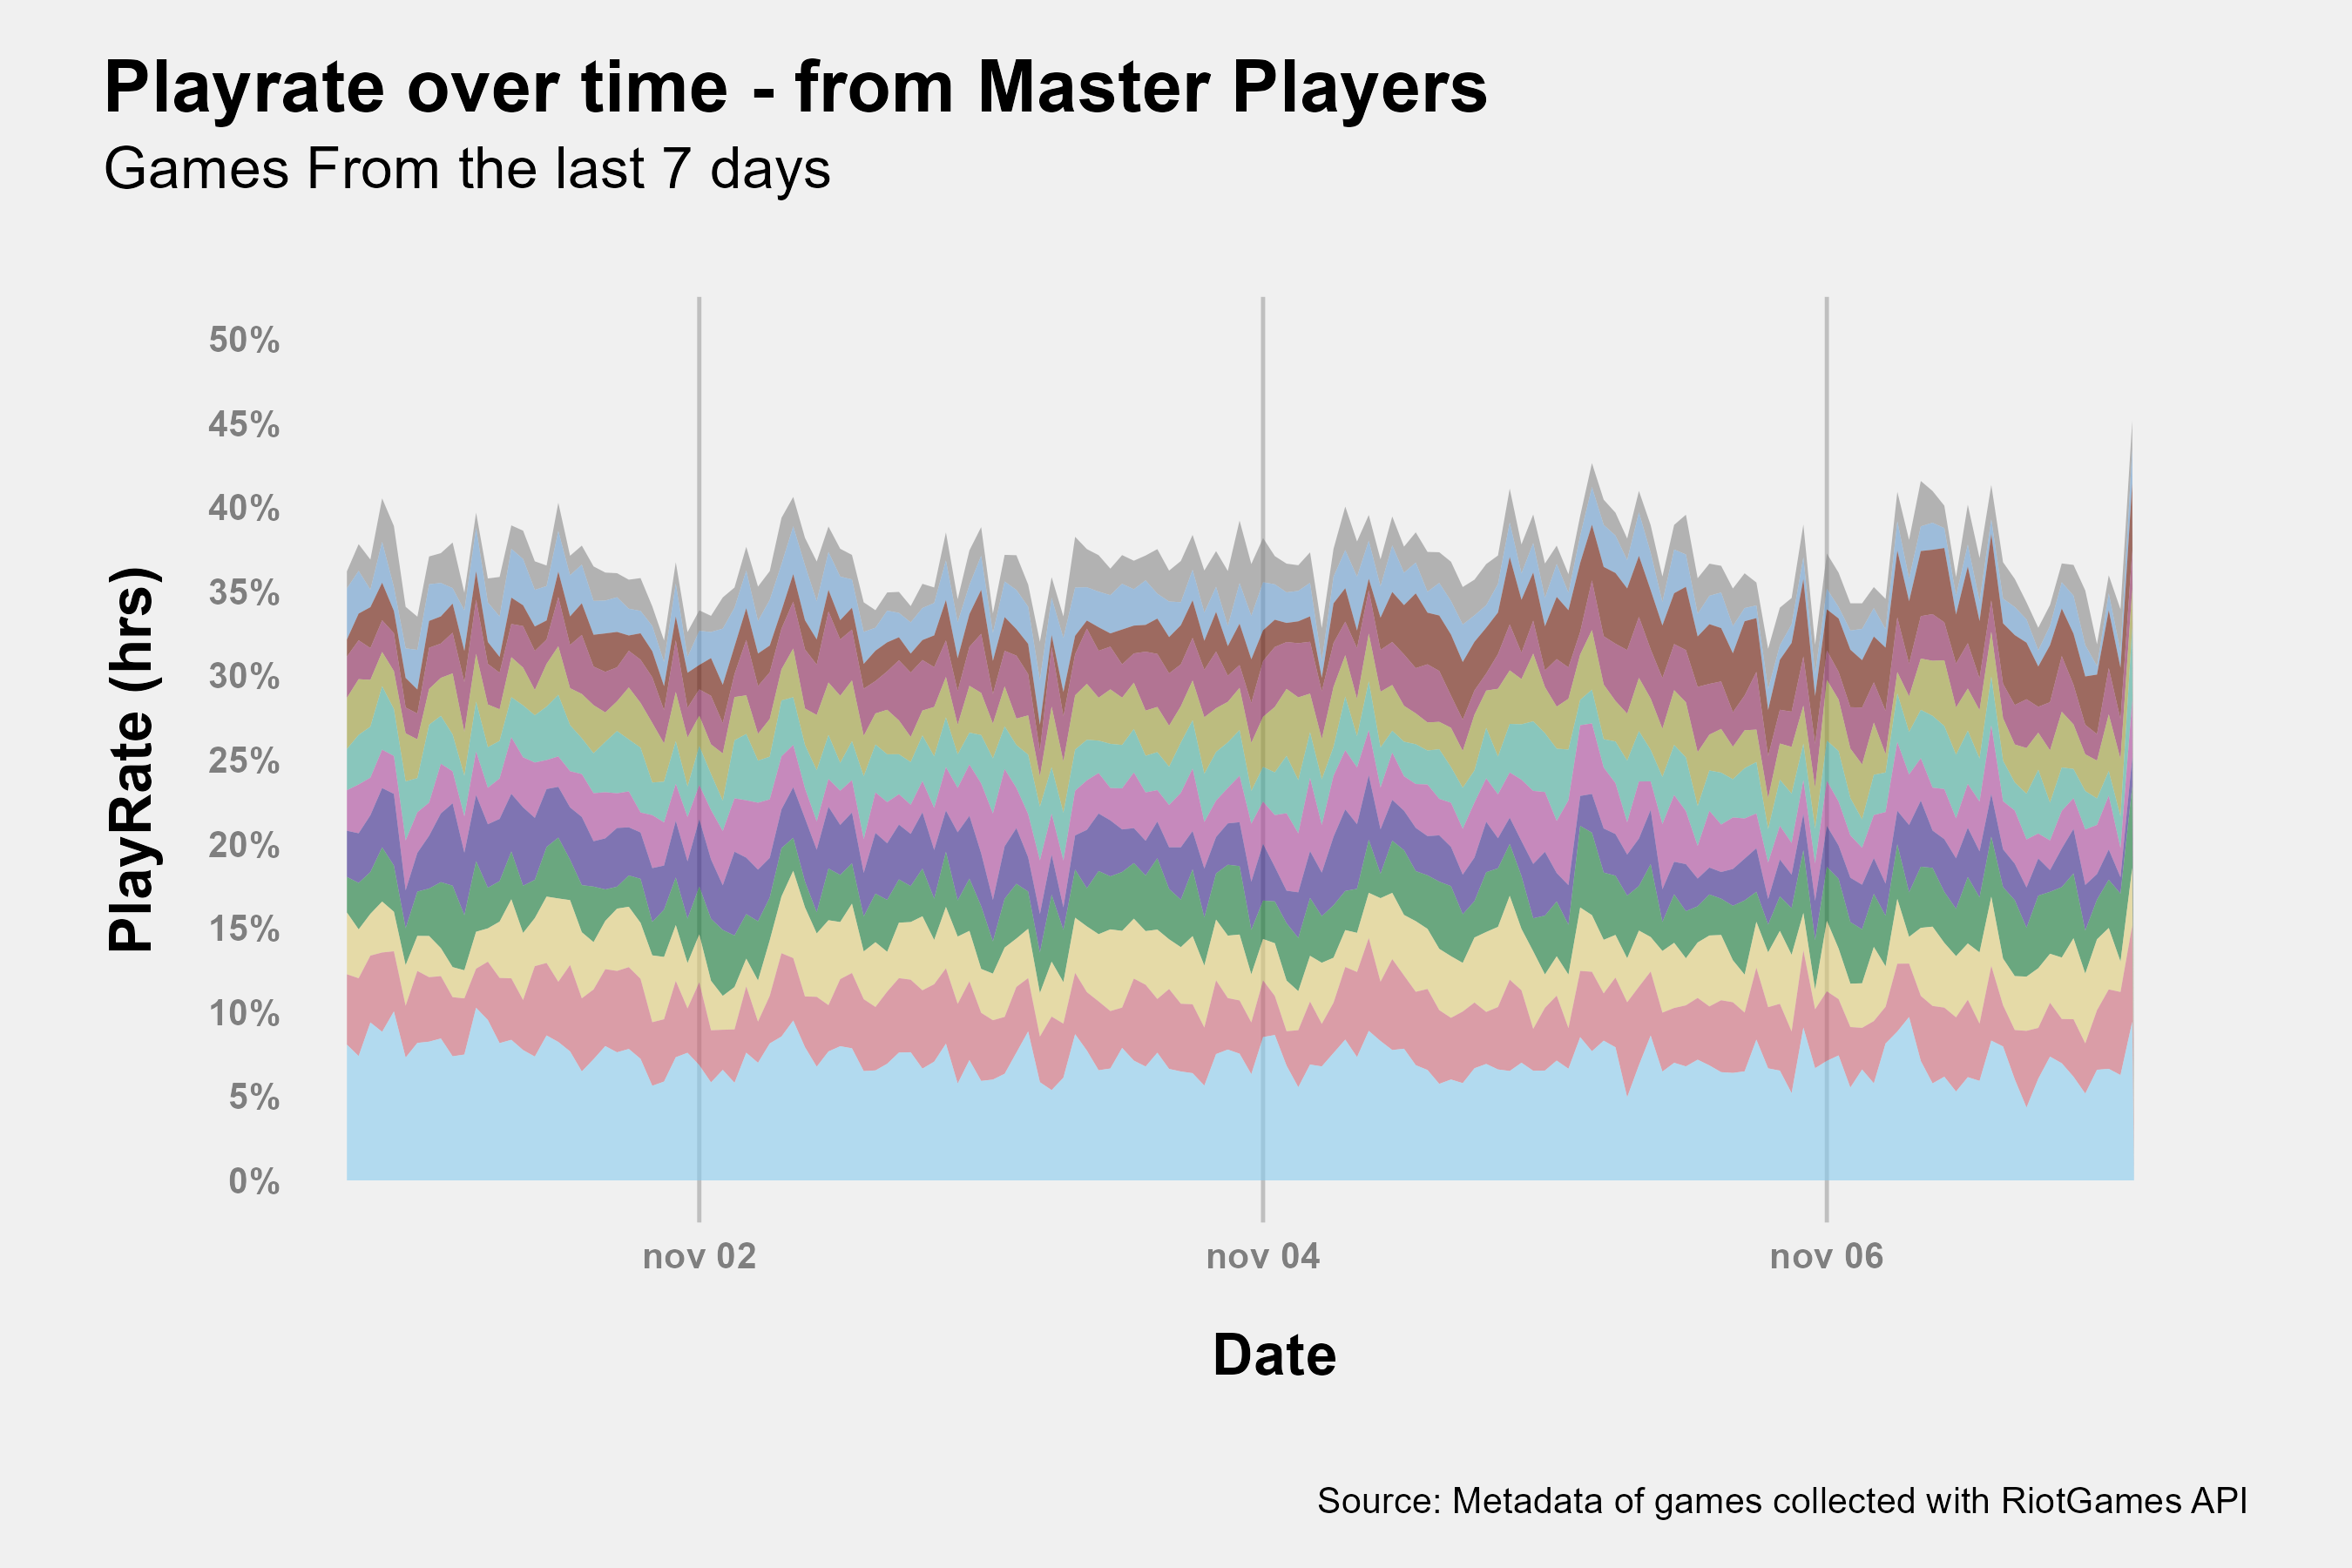 Playrate over time - from Master Players
Games From the last 7 days
PlayRate (hrs)
50%
45%
40%
35%
30%
25%
20%
15%
10%
5%
0%
nov 02
nov 04
nov 06
Date
Source: Metadata of games collected with RiotGames API